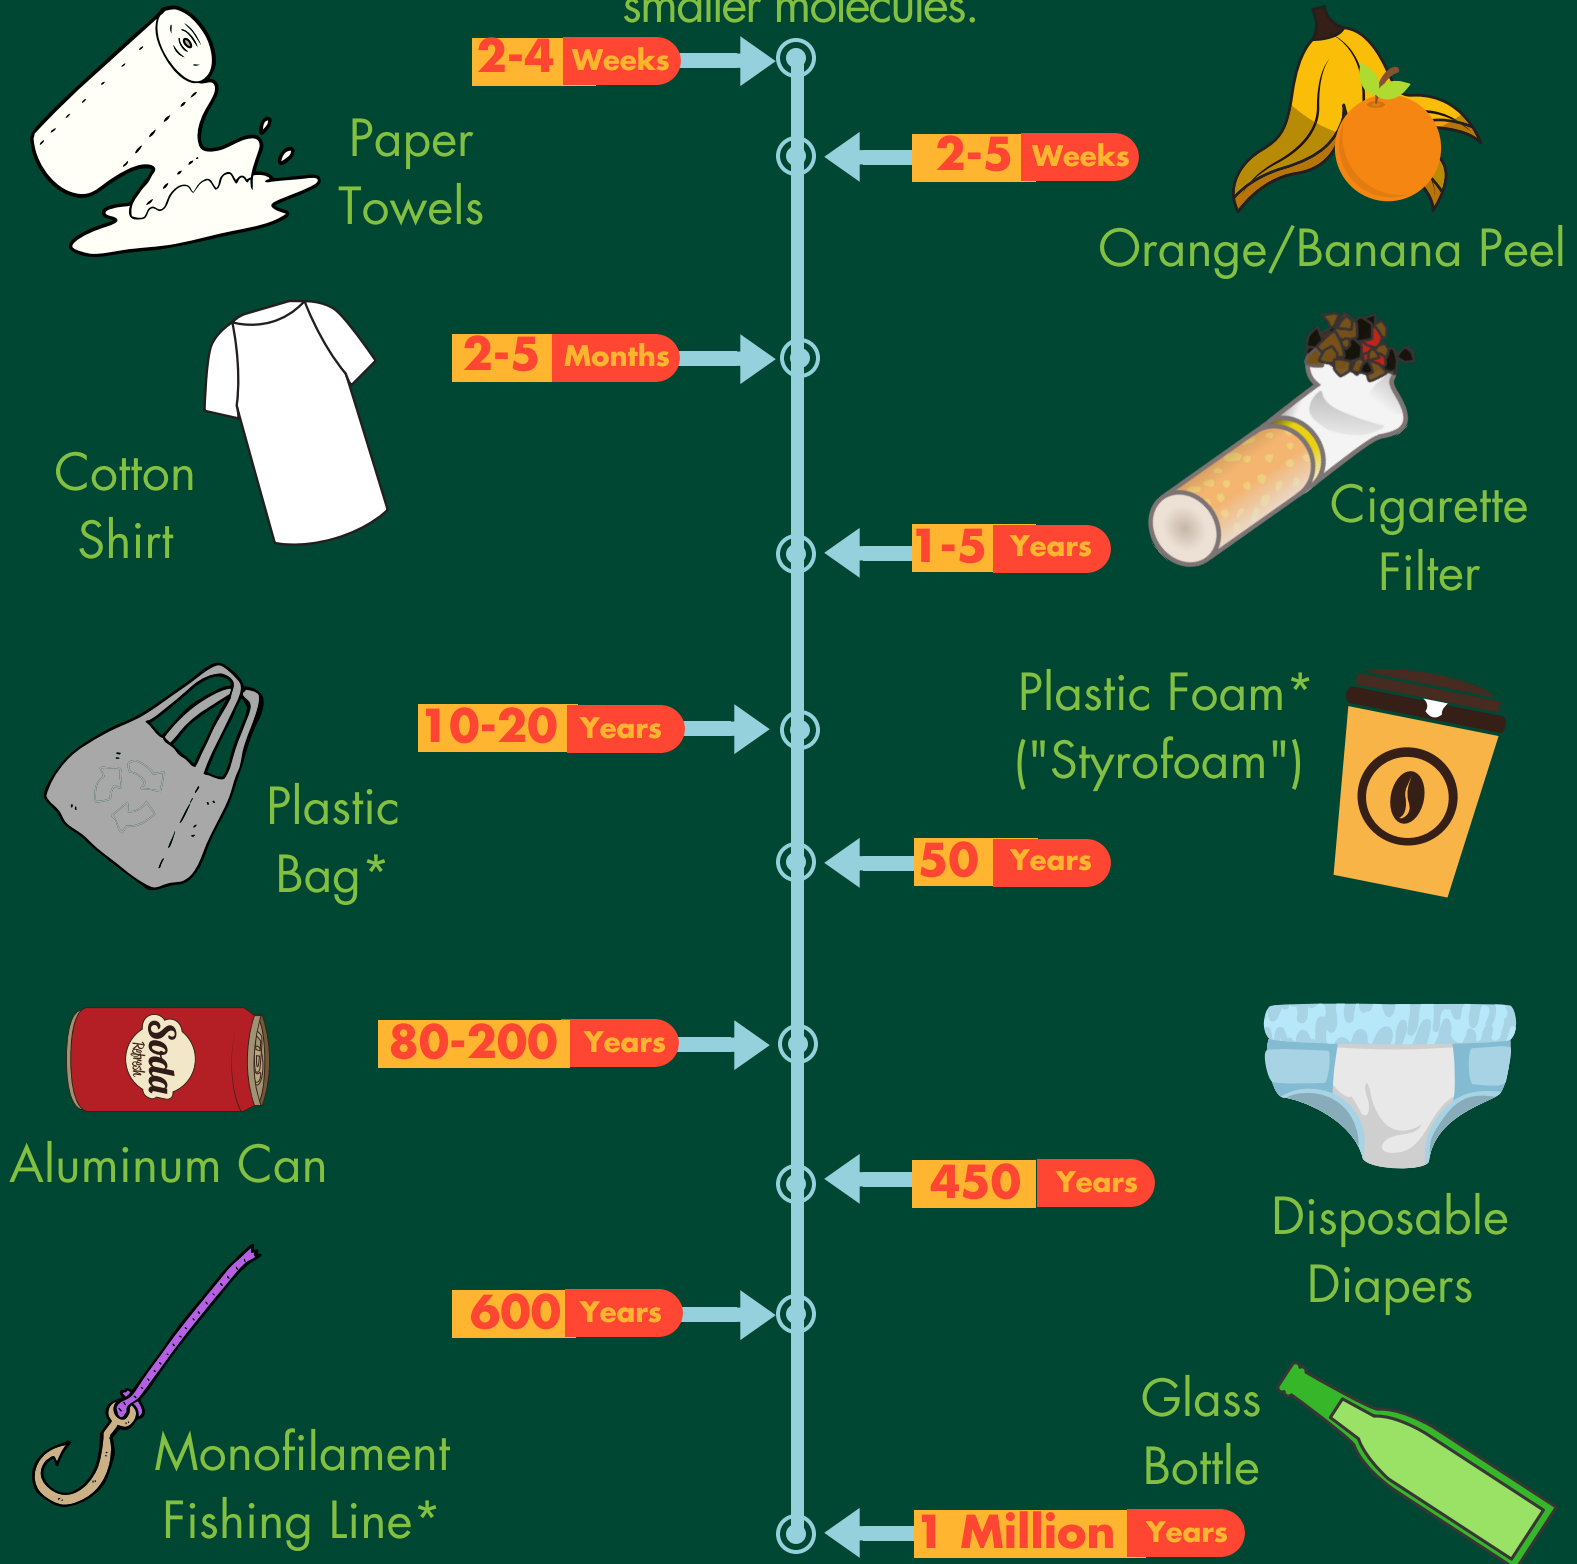 smaller molecules.
2-4 Weeks
Paper
Towels
2-5 Weeks
Orange/Banana Peel
2-5 Months
Cotton
Shirt
1-5 Years
Cigarette
Filter
10-20 Years
Plastic
Bag*
Plastic Foam*
("Styrofoam")
50 Years
80-200 Years
Soda
Refresh
Aluminum Can
450 Years
Disposable
Diapers
600 Years
Monofilament
Fishing Line*
Glass
Bottle
1 Million Years